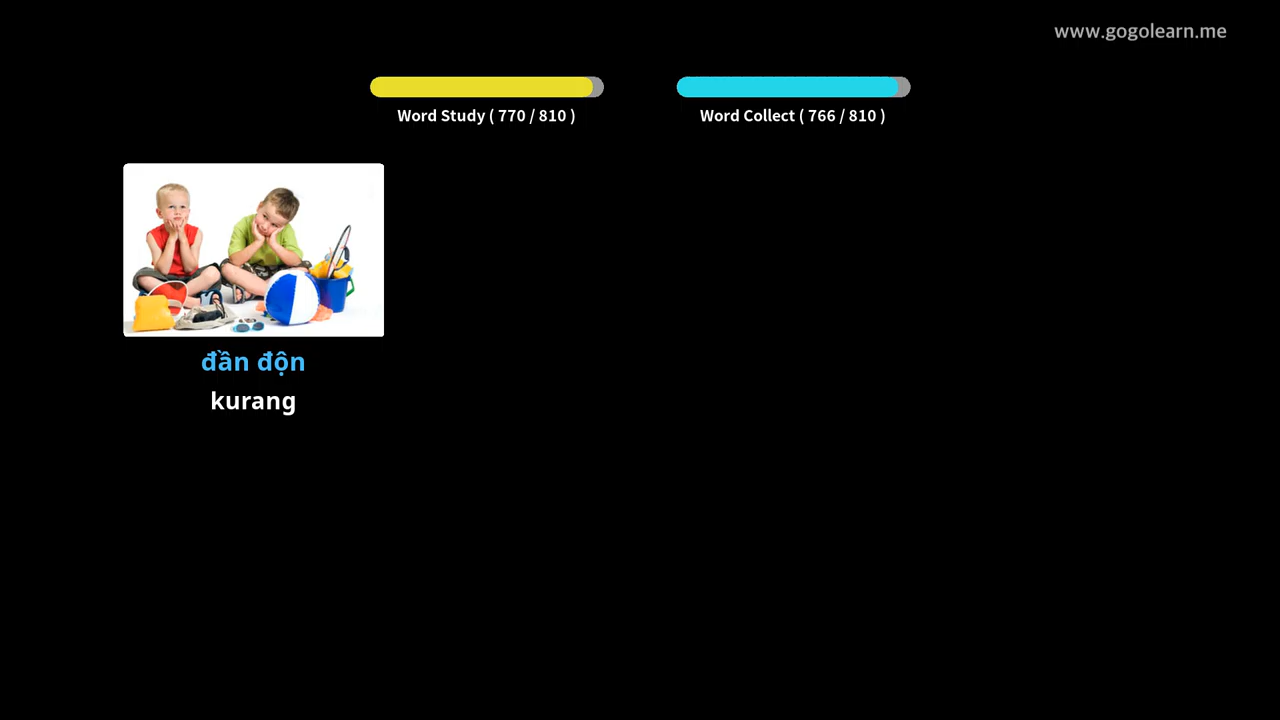 www.gogolearn.me
Word Study ( 770 / 810 )
Word Collect ( 766 / 810 )
đần độn
kurang